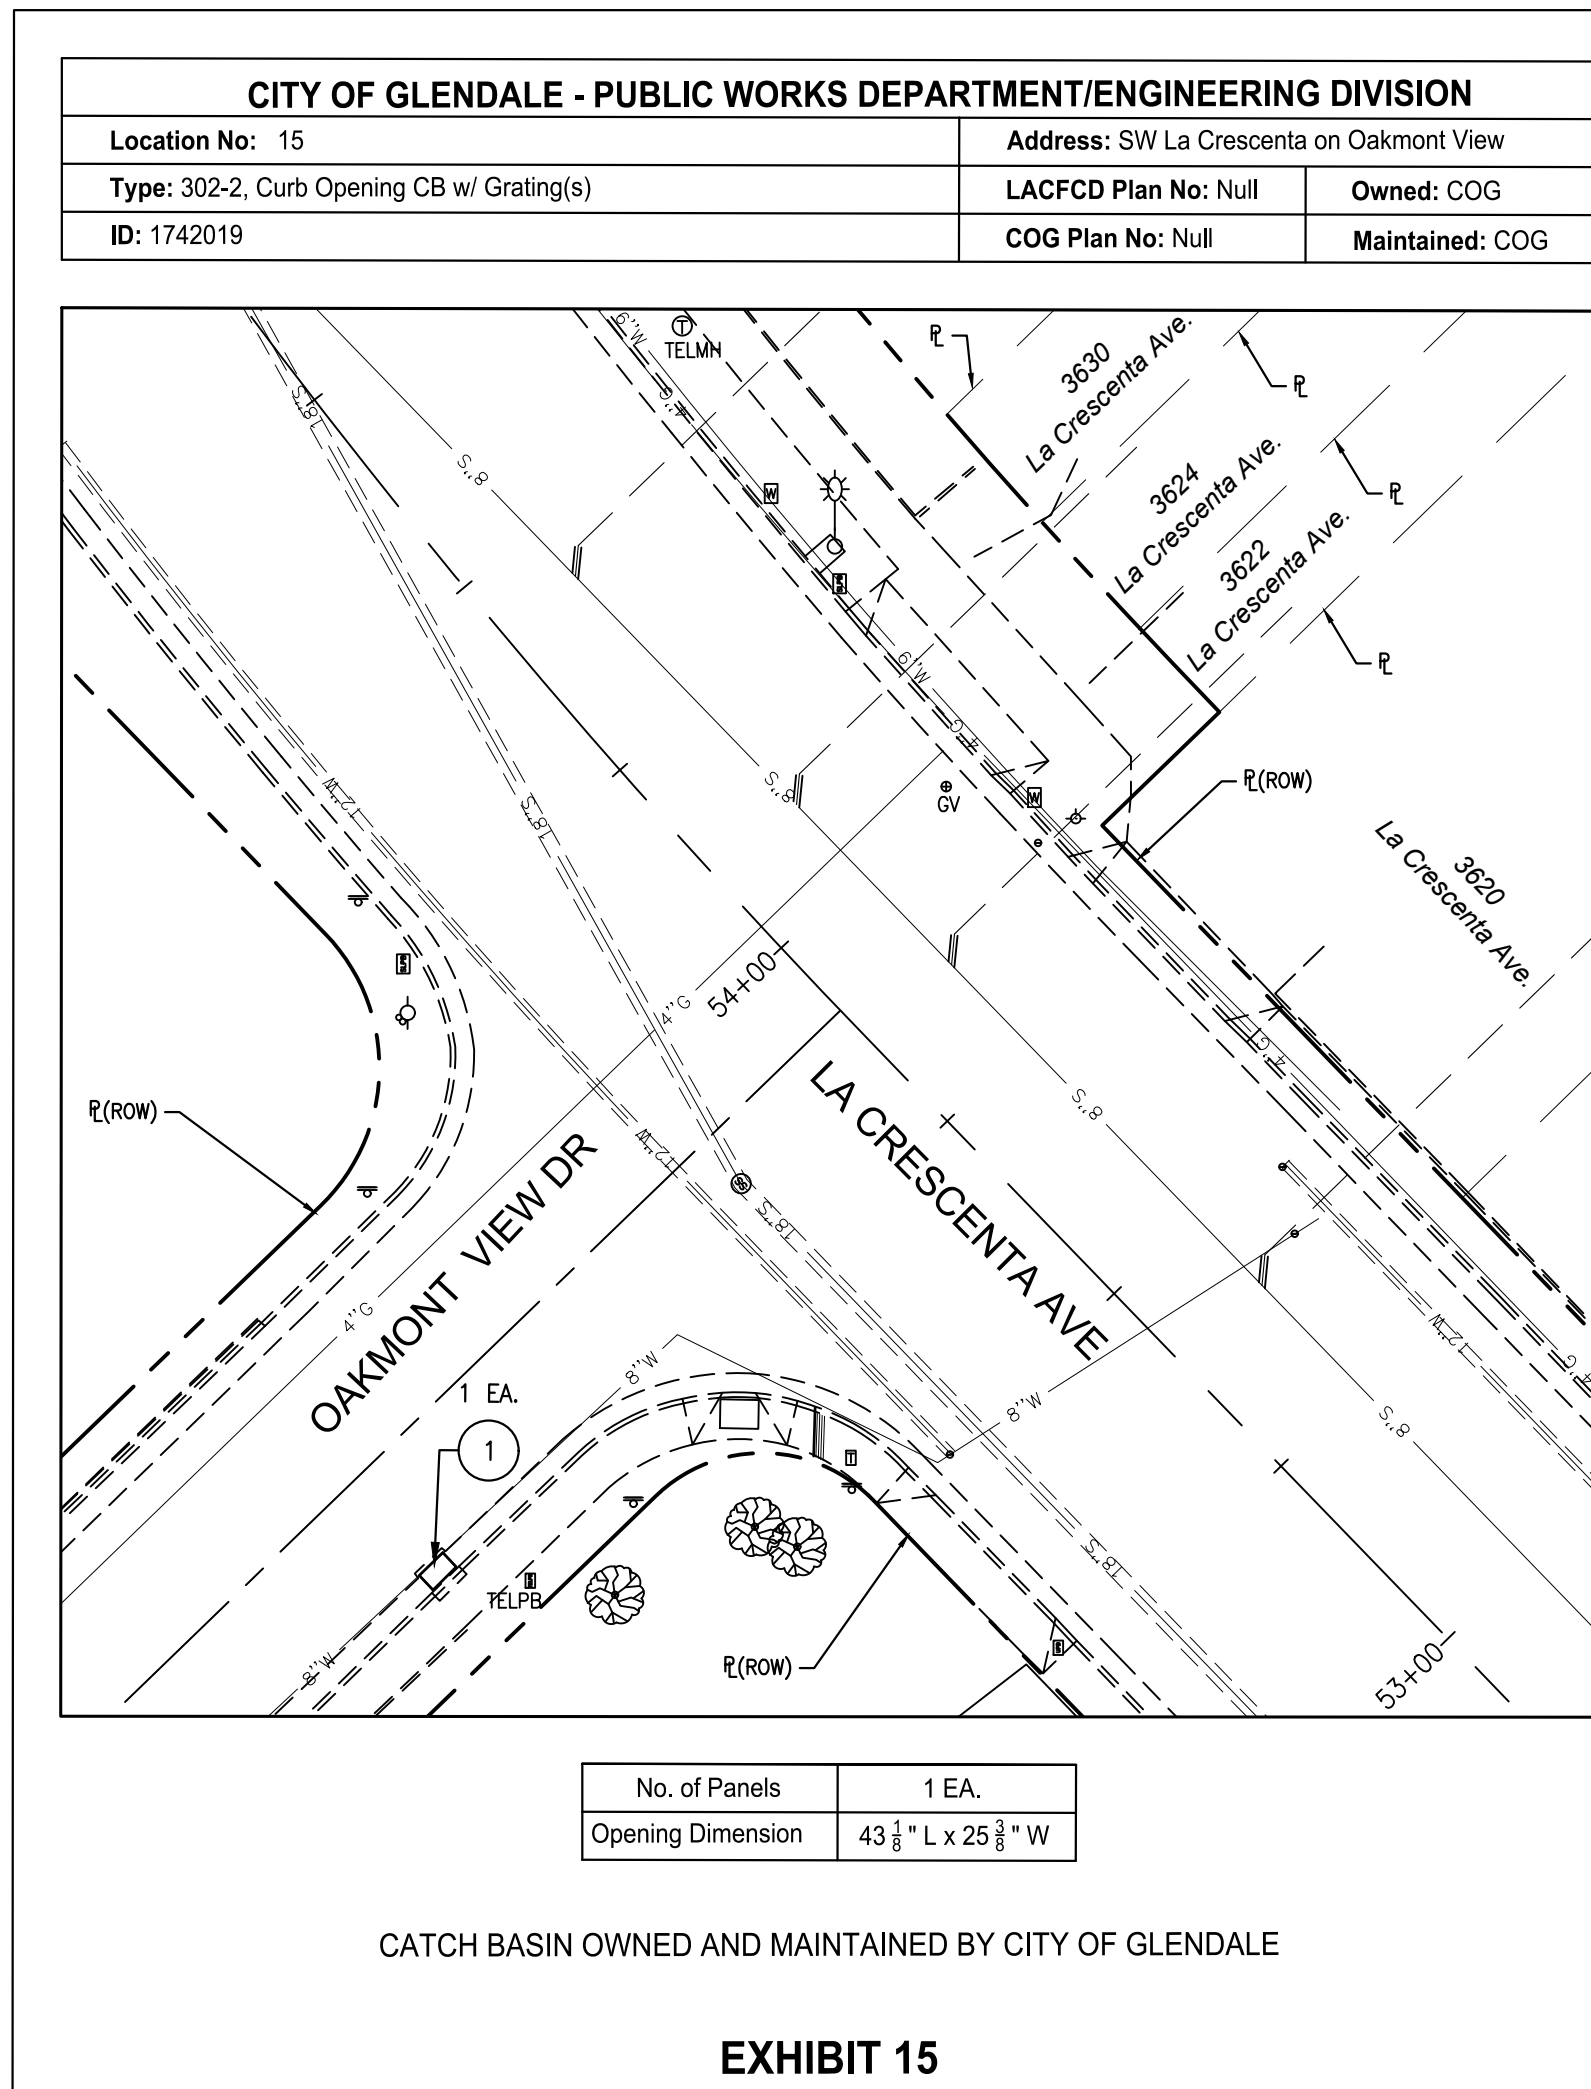 CITY OF GLENDALE - PUBLIC WORKS DEPARTMENT/ENGINEERING DIVISION
Location No: 15
Address: SW La Crescenta on Oakmont View
Type: 302-2, Curb Opening CB w/ Grating(s)
LACFCD Plan No: Null
Owned: COG
ID: 1742019
COG Plan No: Null
Maintained: COG
6''W
T
TELMH
℄
3630
La Crescenta Ave.
℄
18''S
4''G
8''S
W
3624
La Crescenta Ave.
℄
3622
La Crescenta Ave.
℄
6''W
4''G
12''W
18''S
8''S
GV
W
℄(ROW)
3620
La Crescenta Ave.
54+00
4''G
4''G
℄(ROW)
OAKMONT VIEW DR
LA CRESCENTA AVE
12''W
SS
18''S
8''S
4''G
8''W
12''W
4''G
8''W
8''S
1 EA.
1
T
TELPB
18''S
8''W
℄(ROW)
53+00
No. of Panels
1 EA.
Opening Dimension
43 1/8 " L x 25 3/8 " W
CATCH BASIN OWNED AND MAINTAINED BY CITY OF GLENDALE
EXHIBIT 15